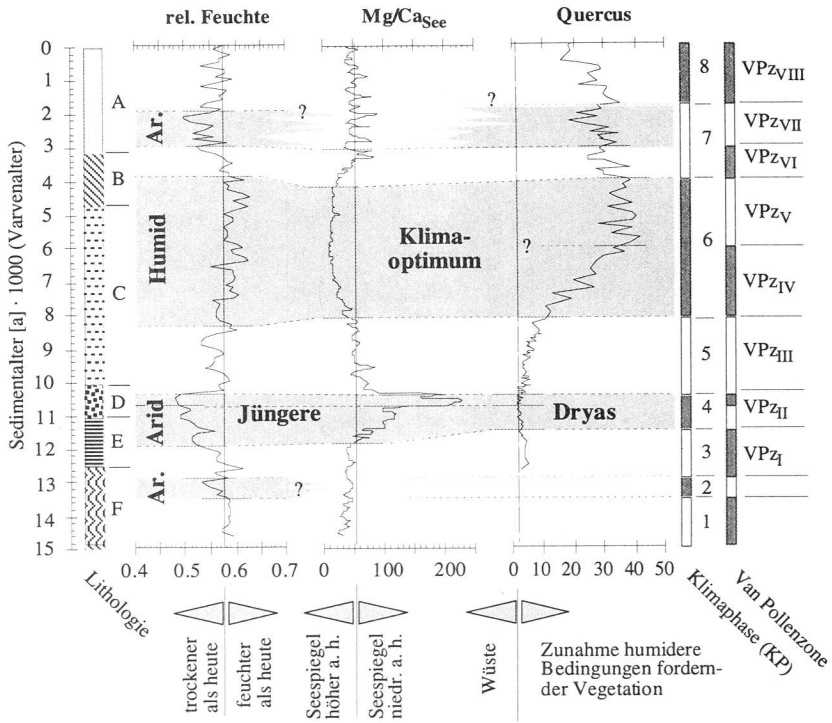 rel. Feuchte
Mg/CaSee
Quercus
Sedimentalter [a] · 1000 (Varvenalter)
0
1
2
3
4
5
6
7
8
9
10
11
12
13
14
15
A
B
C
D
E
F
Ar.
Humid
Arid
Ar.
?
?
?
?
Klima-
optimum
Jüngere
Dryas
8
7
6
5
4
3
2
1
VPzVIII
VPzVII
VPzVI
VPzV
VPzIV
VPzIII
VPzII
VPzI
0.4 0.5 0.6 0.7
0 100 200
0 10 20 30 40 50
Lithologie
trockener
als heute
feuchter
als heute
Seespiegel
höher a. h.
Seespiegel
niedr. a. h.
Wüste
Zunahme humidere
Bedingungen fordern-
der Vegetation
Klimaphase (KP)
Van Pollenzone